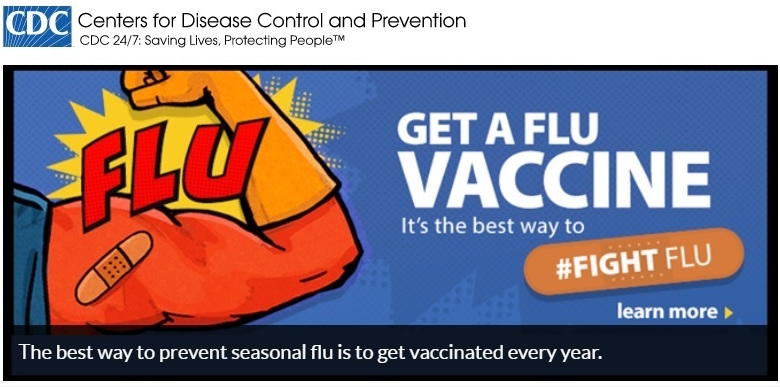 CDC
Centers for Disease Control and Prevention
CDC 24/7: Saving Lives, Protecting People™
FLU
GET A FLU
VACCINE
It's the best way to
#FIGHT FLU
learn more
The best way to prevent seasonal flu is to get vaccinated every year.